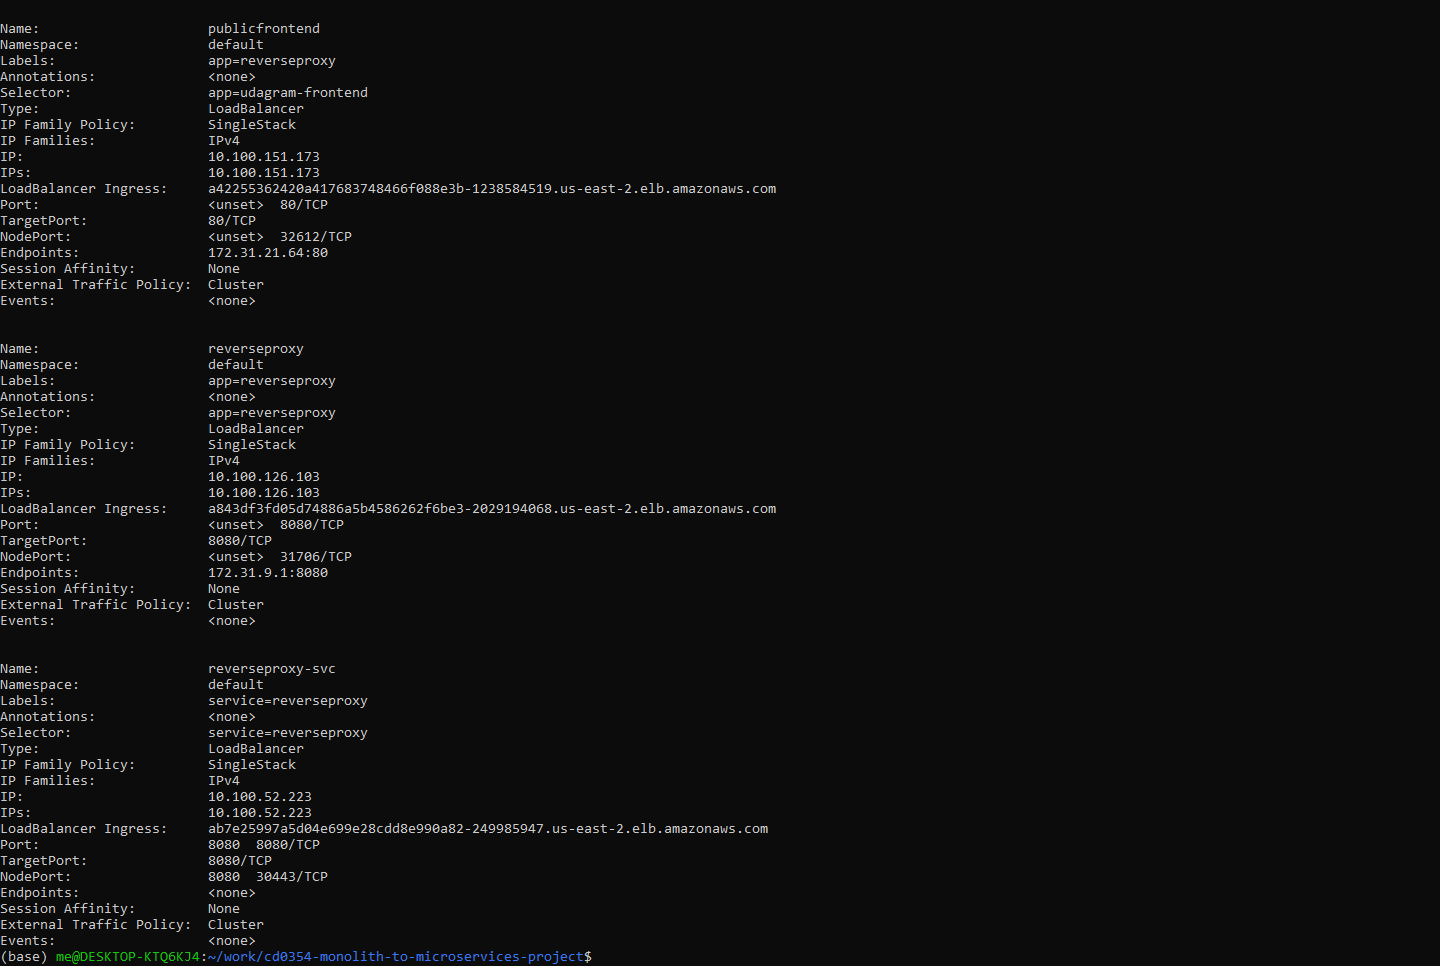 Name:                     publicfrontend
Namespace:                default
Labels:                   app=reverseproxy
Annotations:              <none>
Selector:                 app=udagram-frontend
Type:                     LoadBalancer
IP Family Policy:         SingleStack
IP Families:              IPv4
IP:                       10.100.151.173
IPs:                      10.100.151.173
LoadBalancer Ingress:     a42255362420a417683748466f088e3b-1238584519.us-east-2.elb.amazonaws.com
Port:                     <unset>  80/TCP
TargetPort:               80/TCP
NodePort:                 <unset>  32612/TCP
Endpoints:                172.31.21.64:80
Session Affinity:         None
External Traffic Policy:  Cluster
Events:                   <none>
Name:                     reverseproxy
Namespace:                default
Labels:                   app=reverseproxy
Annotations:              <none>
Selector:                 app=reverseproxy
Type:                     LoadBalancer
IP Family Policy:         SingleStack
IP Families:              IPv4
IP:                       10.100.126.103
IPs:                      10.100.126.103
LoadBalancer Ingress:     a843df3fd05d74886a5b4586262f6be3-2029194068.us-east-2.elb.amazonaws.com
Port:                     <unset>  8080/TCP
TargetPort:               8080/TCP
NodePort:                 <unset>  31706/TCP
Endpoints:                172.31.9.1:8080
Session Affinity:         None
External Traffic Policy:  Cluster
Events:                   <none>
Name:                     reverseproxy-svc
Namespace:                default
Labels:                   service=reverseproxy
Annotations:              <none>
Selector:                 service=reverseproxy
Type:                     LoadBalancer
IP Family Policy:         SingleStack
IP Families:              IPv4
IP:                       10.100.52.223
IPs:                      10.100.52.223
LoadBalancer Ingress:     ab7e25997a5d04e699e28cdd8e990a82-249985947.us-east-2.elb.amazonaws.com
Port:                     8080  8080/TCP
TargetPort:               8080/TCP
NodePort:                 8080  30443/TCP
Endpoints:                <none>
Session Affinity:         None
External Traffic Policy:  Cluster
Events:                   <none>
(base) me@DESKTOP-KTQ6KJ4:~/work/cd0354-monolith-to-microservices-project$